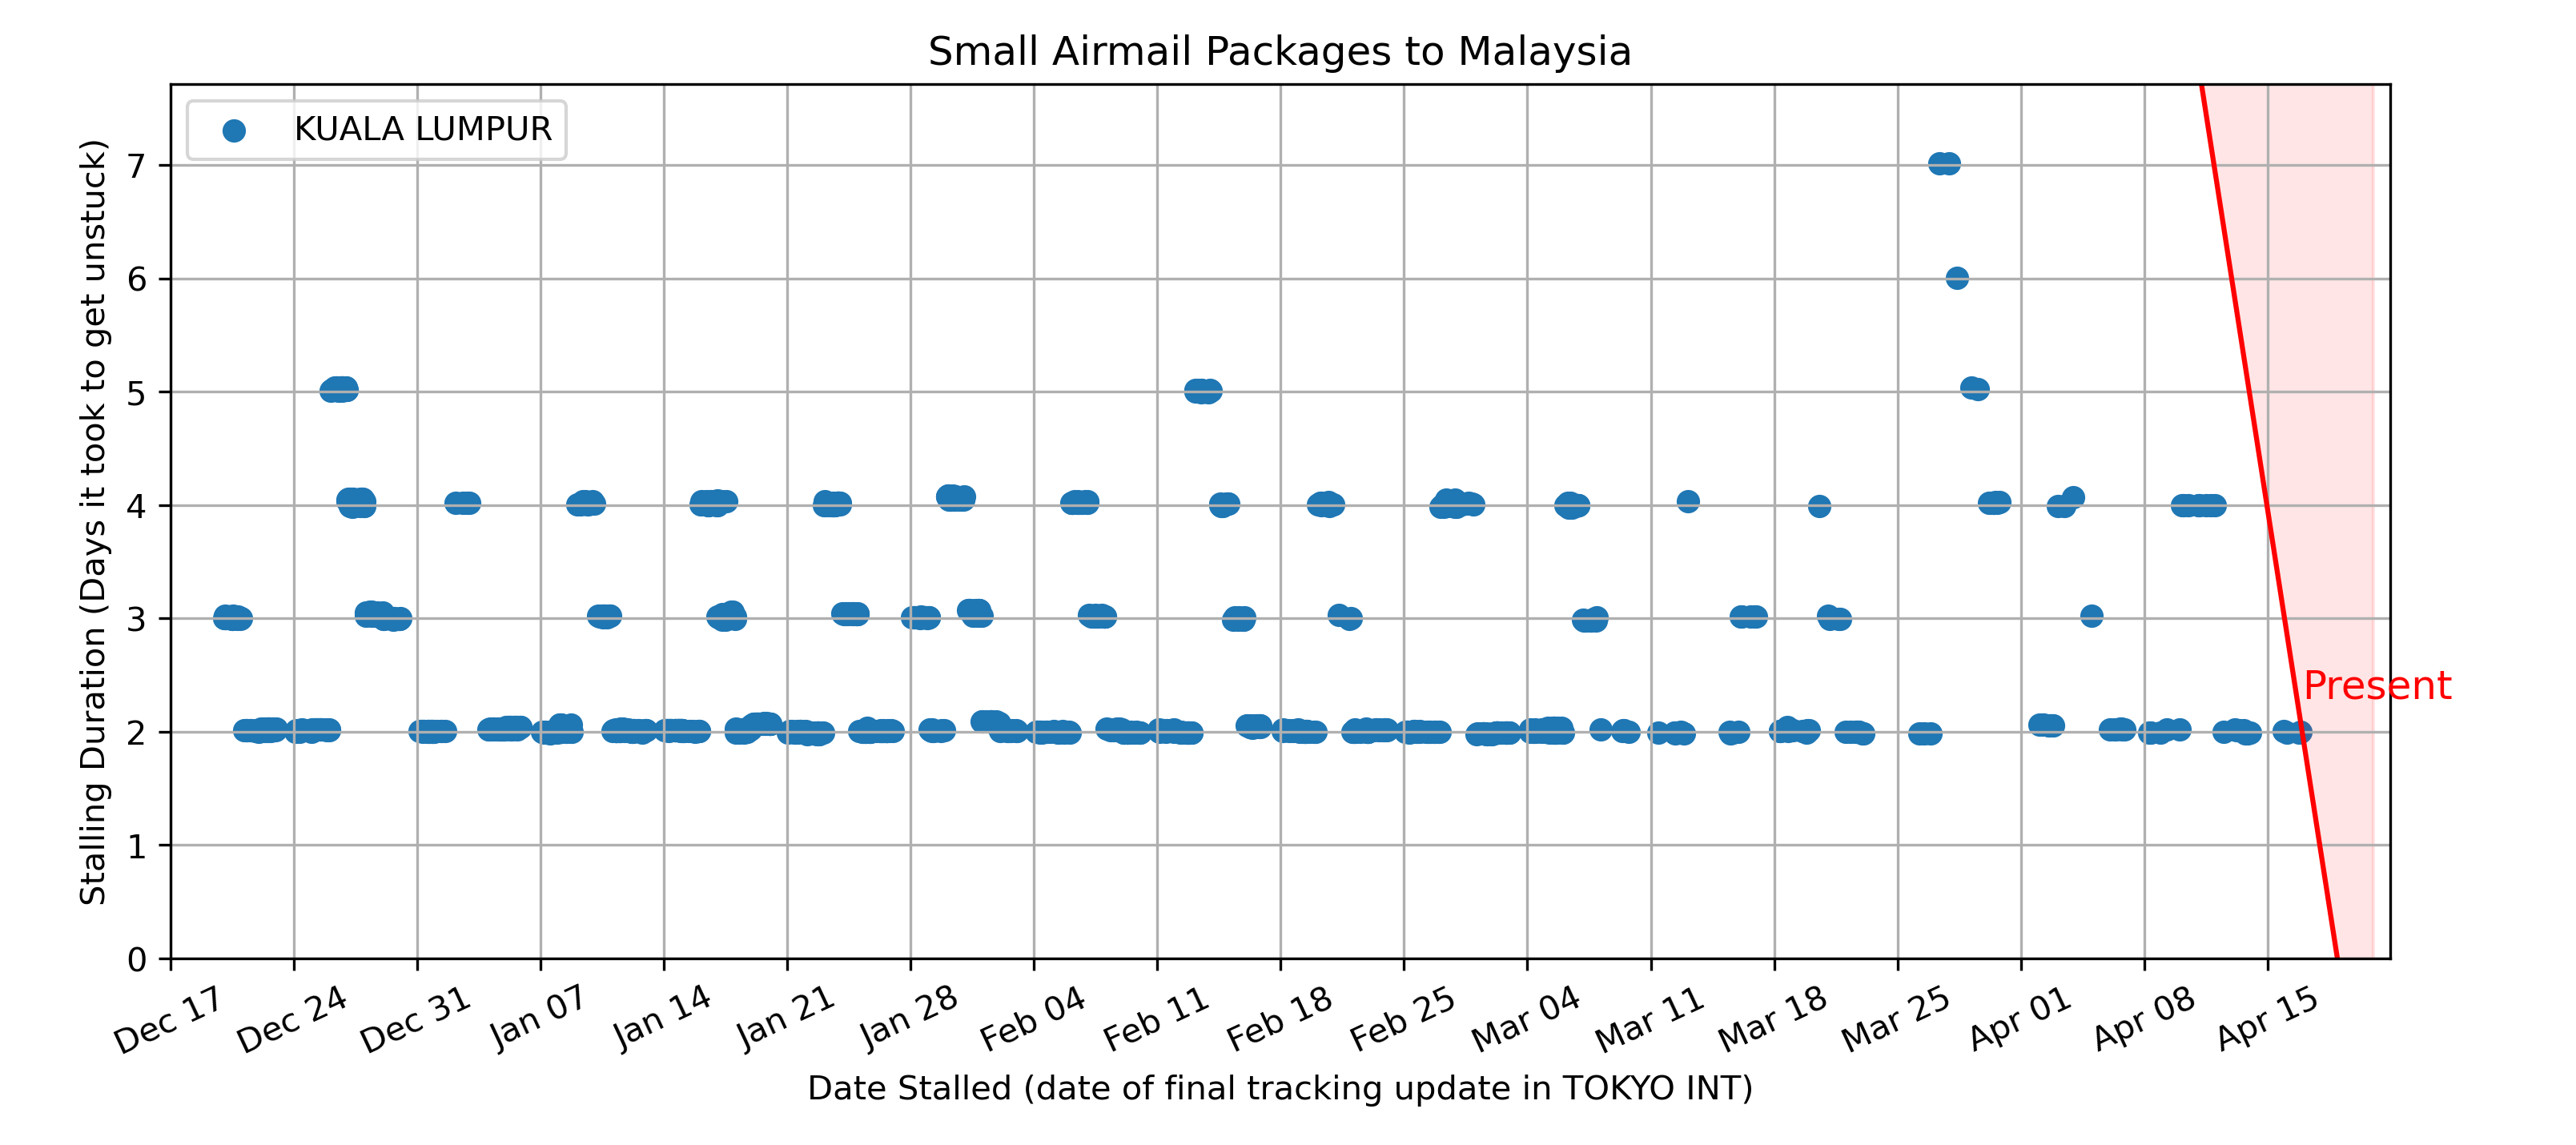 Small Airmail Packages to Malaysia
KUALA LUMPUR
Stalling Duration (Days it took to get unstuck)
7
6
5
4
3
2
1
0
Present
Dec 17
Dec 24
Dec 31
Jan 07
Jan 14
Jan 21
Jan 28
Feb 04
Feb 11
Feb 18
Feb 25
Mar 04
Mar 11
Mar 18
Mar 25
Apr 01
Apr 08
Apr 15
Date Stalled (date of final tracking update in TOKYO INT)